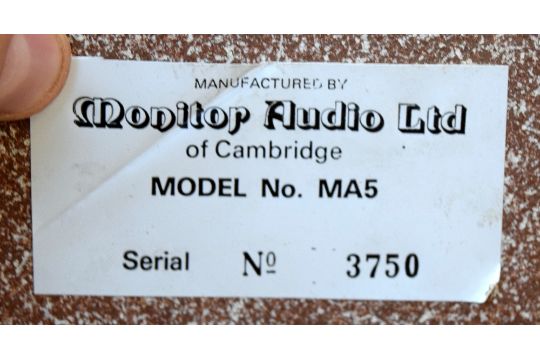 MANUFACTURED BY
Monitor Audio Ltd
of Cambridge
MODEL No. MA5
Serial Nº 3750